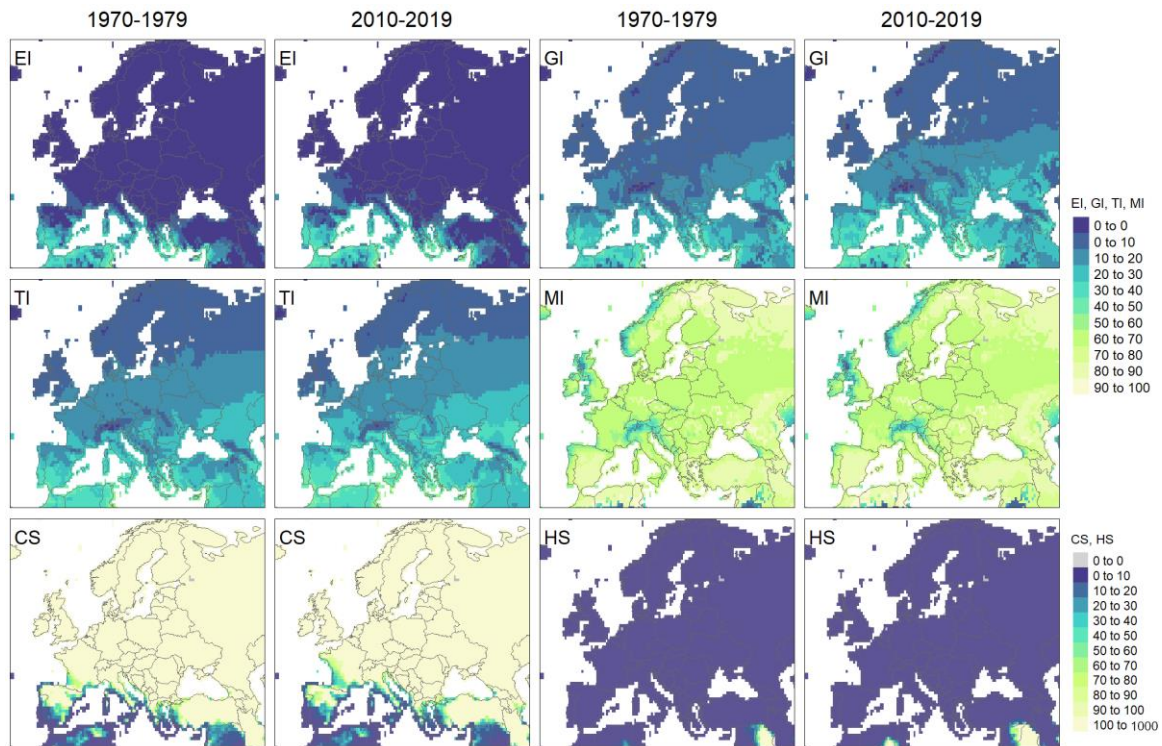 1970-1979 2010-2019 1970-1979 2010-2019
EI EI GI GI
EI, GI, TI, MI
0 to 0
0 to 10
10 to 20
20 to 30
30 to 40
40 to 50
50 to 60
60 to 70
70 to 80
80 to 90
90 to 100
TI TI MI MI
CS CS HS HS
CS, HS
0 to 0
0 to 10
10 to 20
20 to 30
30 to 40
40 to 50
50 to 60
60 to 70
70 to 80
80 to 90
90 to 100
100 to 1000